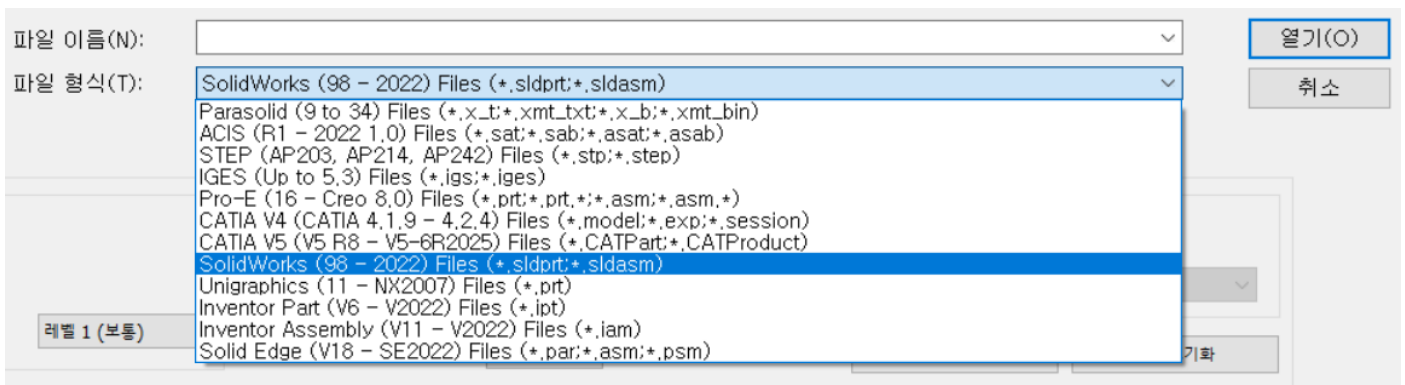 파일 이름(N):
열기(O)
파일 형식(T):
SolidWorks (98 - 2022) Files (*.sldprt;*.sldasm)
취소
Parasolid (9 to 34) Files (*.x_t;*.xmt_txt;*.x_b;*.xmt_bin)
ACIS (R1 - 2022 1.0) Files (*.sat;*.sab;*.asat;*.asab)
STEP (AP203, AP214, AP242) Files (*.stp;*.step)
IGES (Up to 5.3) Files (*.igs;*.iges)
Pro-E (16 - Creo 8.0) Files (*.prt;*.prt.*;*.asm;*.asm.*)
CATIA V4 (CATIA 4.1.9 - 4.2.4) Files (*.model;*.exp;*.session)
CATIA V5 (V5 R8 - V5-6R2025) Files (*.CATPart;*.CATProduct)
SolidWorks (98 - 2022) Files (*.sldprt;*.sldasm)
Unigraphics (11 - NX2007) Files (*.prt)
Inventor Part (V6 - V2022) Files (*.ipt)
Inventor Assembly (V11 - V2022) Files (*.iam)
레벨 1 (보통)
Solid Edge (V18 - SE2022) Files (*.par;*.asm;*.psm)
기화